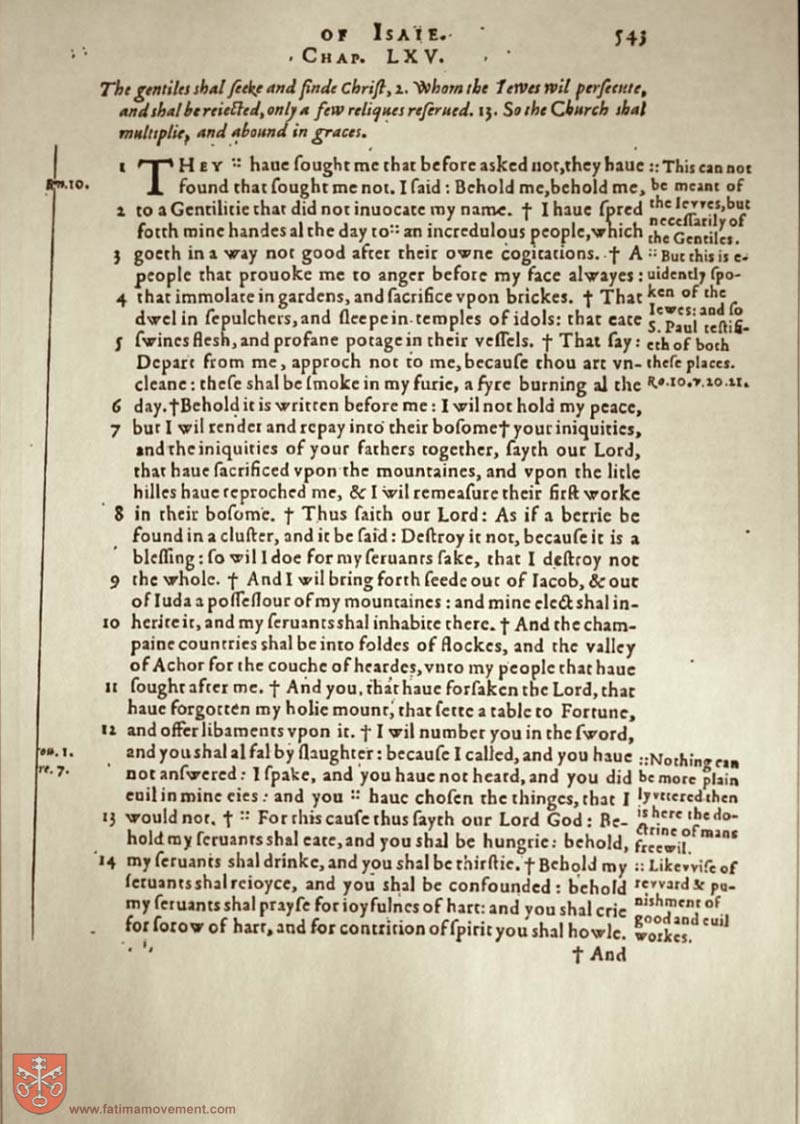 OF ISAIE.
543
CHAP. LXV.
The gentiles shal seeke and finde Christ, 2. Whom the Iewes wil persecute,
and shal be reiected, only a few reliques reserued. 13. So the Church shal
multiplie, and abound in graces.
Rom. 10.
1 THEY :: haue sought me that before asked not, they haue
found that sought me not. I said: Behold me, behold me,
2 to a Gentilitie that did not inuocate my name. † I haue spred
forth mine handes al the day to :: an incredulous people, which
3 goeth in a way not good after their owne cogitations. † A
people that prouoke me to anger before my face alwayes:
4 that immolate in gardens, and sacrifice vpon brickes. † That
dwel in sepulchers, and sleepe in temples of idols: that eate
5 swines flesh, and profane potage in their vessels. † That say:
Depart from me, approch not to me, because thou art vn-
cleane: these shal be smoke in my furie, a fyre burning al the
6 day. † Behold it is written before me: I wil not hold my peace,
7 but I wil render and repay into their bosome † your iniquities,
and the iniquities of your fathers together, sayth our Lord,
that haue sacrificed vpon the mountaines, and vpon the litle
hilles haue reproched me, & I wil remeasure their first worke
8 in their bosome. † Thus saith our Lord: As if a berrie be
found in a cluster, and it be said: Destroy it not, because it is a
blessing: so wil I doe for my seruants sake, that I destroy not
9 the whole. † And I wil bring forth seede out of Iacob, & out
of Iuda a possessour of my mountaines: and mine elect shal in-
10 herite it, and my seruants shal inhabite there. † And the cham-
paine countries shal be into foldes of flockes, and the valley
of Achor for the couche of heardes, vnto my people that haue
11 sought after me. † And you, that haue forsaken the Lord, that
haue forgotten my holie mount, that sette a table to Fortune,
12 and offer libaments vpon it. † I wil number you in the sword,
and you shal al fal by slaughter: because I called, and you haue
not answered: I spake, and you haue not heard, and you did
euil in mine eies: and you :: haue chosen the thinges, that I
13 would not. † :: For this cause thus sayth our Lord God: Be-
hold my seruants shal eate, and you shal be hungrie: behold,
14 my seruants shal drinke, and you shal be thirstie. † Behold my
seruants shal reioyce, and you shal be confounded: behold
my seruants shal prayse for ioyfulnes of hart: and you shal crie
for sorow of hart, and for contrition of spirit you shal howle.
† And
:: This can not
be meant of
the Ievves, but
necessarily of
the Gentiles.
:: But this is e-
uidently spo-
ken of the
Iewes: and so
S. Paul testifi-
eth of both
these places.
Ro. 10. v. 20. 21.
:: Nothing can
be more plain
lyvttered then
is here the do-
ctrine of mans
freewil.
:: Likevvise of
revvard & pu-
nishment of
good and euil
workes.
1.
7.
www.fatimamovement.com